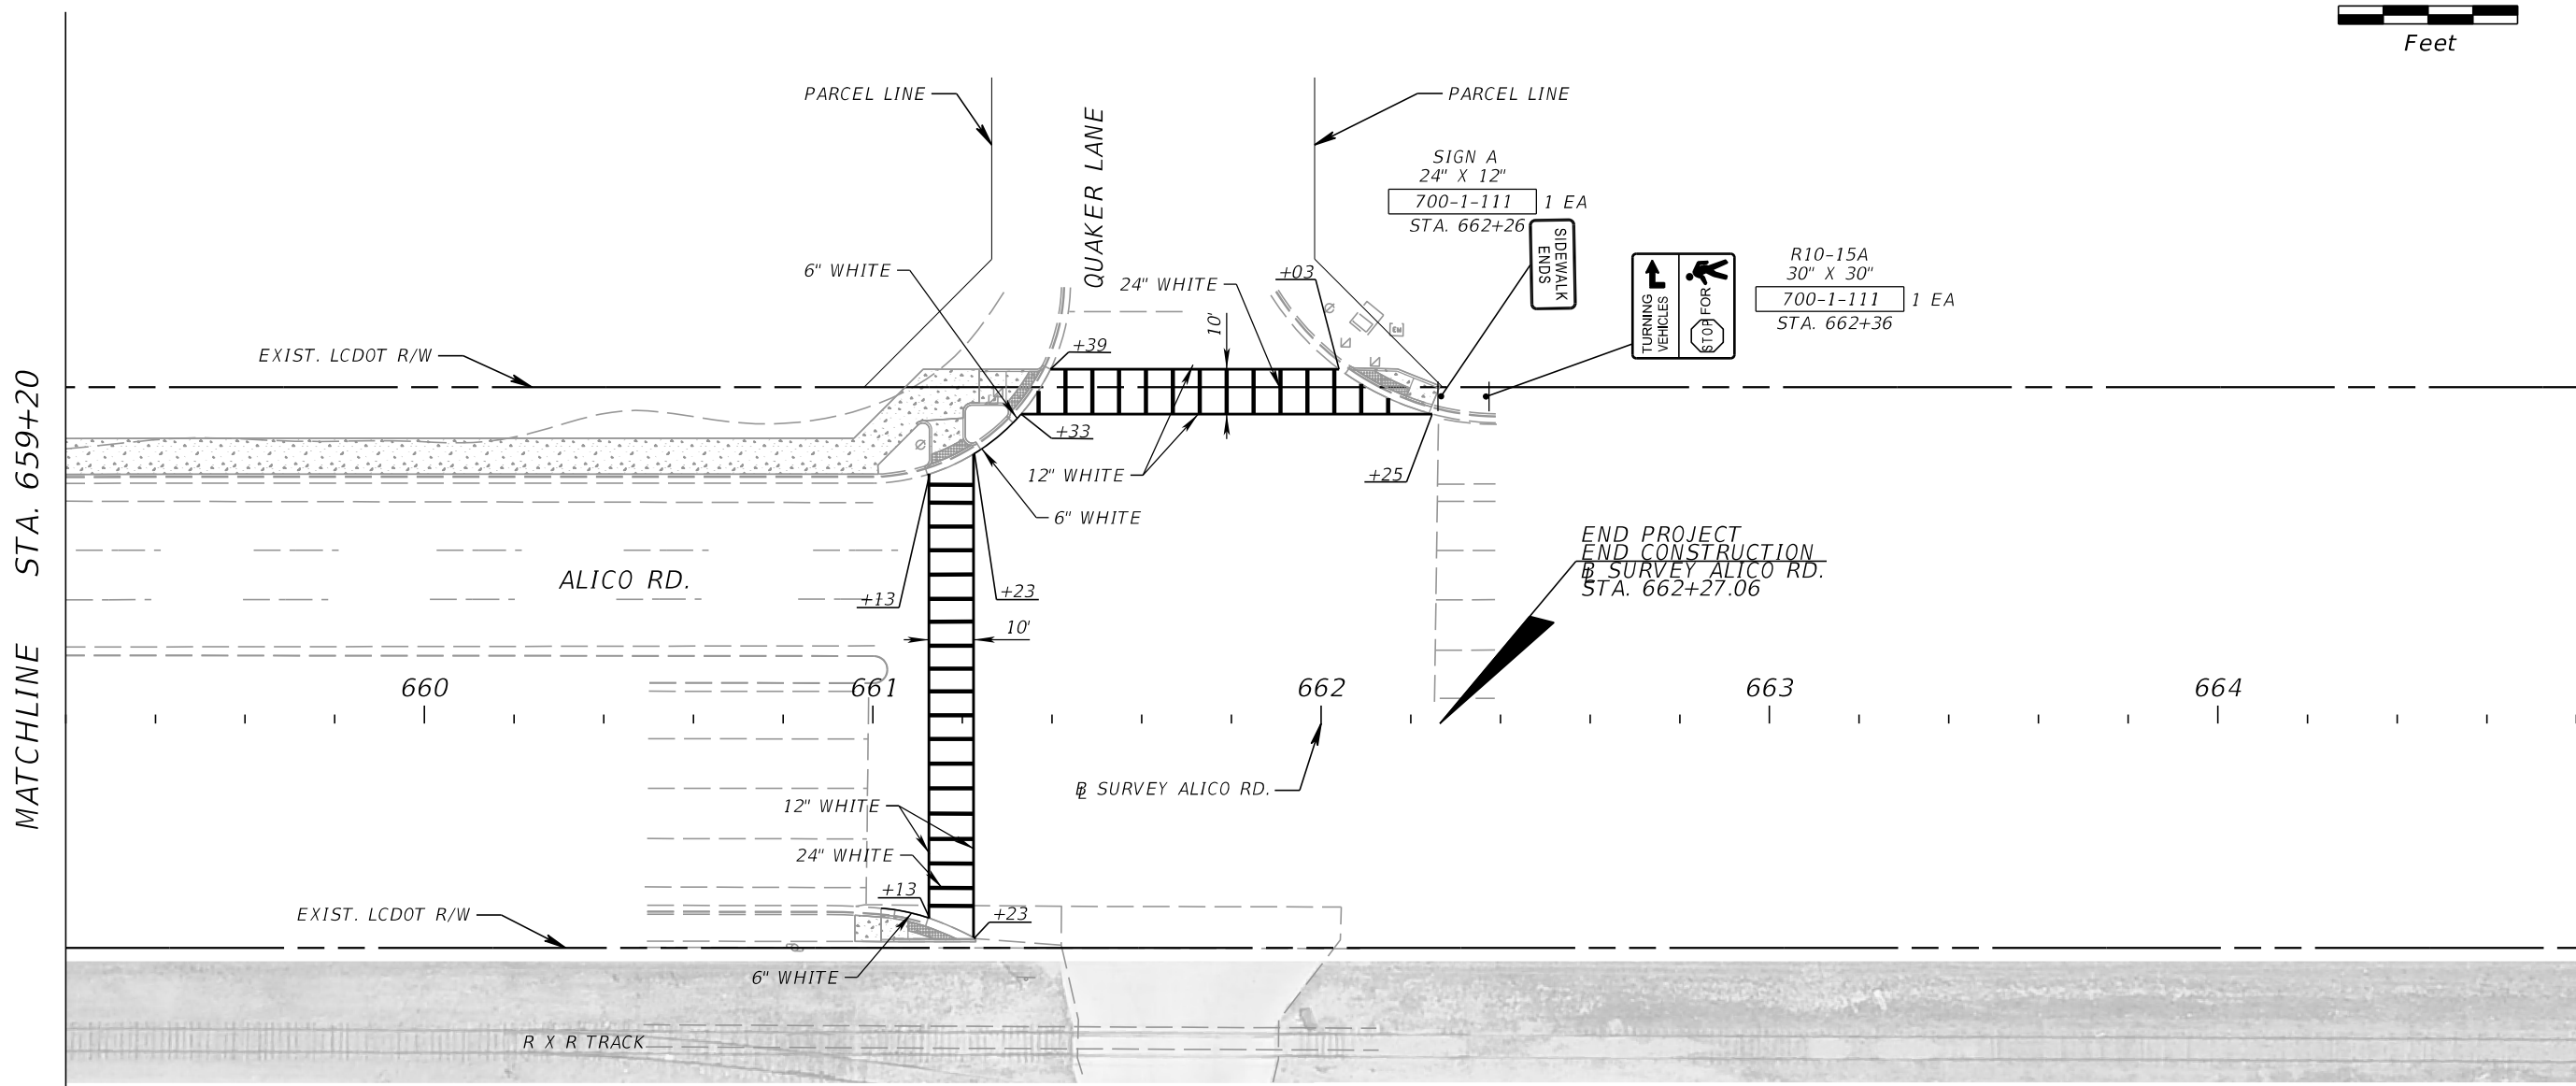 Feet
PARCEL LINE
PARCEL LINE
QUAKER LANE
SIGN A
24" X 12"
700-1-111 1 EA
STA. 662+26
SIDEWALK
ENDS
TURNING
VEHICLES
STOP FOR
R10-15A
30" X 30"
700-1-111 1 EA
STA. 662+36
6" WHITE
24" WHITE
+03
10'
EXIST. LCDOT R/W
+39
+33
12" WHITE
+25
6" WHITE
MATCHLINE STA. 659+20
END PROJECT
END CONSTRUCTION
BL SURVEY ALICO RD.
STA. 662+27.06
ALICO RD.
+13
+23
10'
660
661
662
663
664
BL SURVEY ALICO RD.
12" WHITE
24" WHITE
+13
+23
EXIST. LCDOT R/W
6" WHITE
R X R TRACK